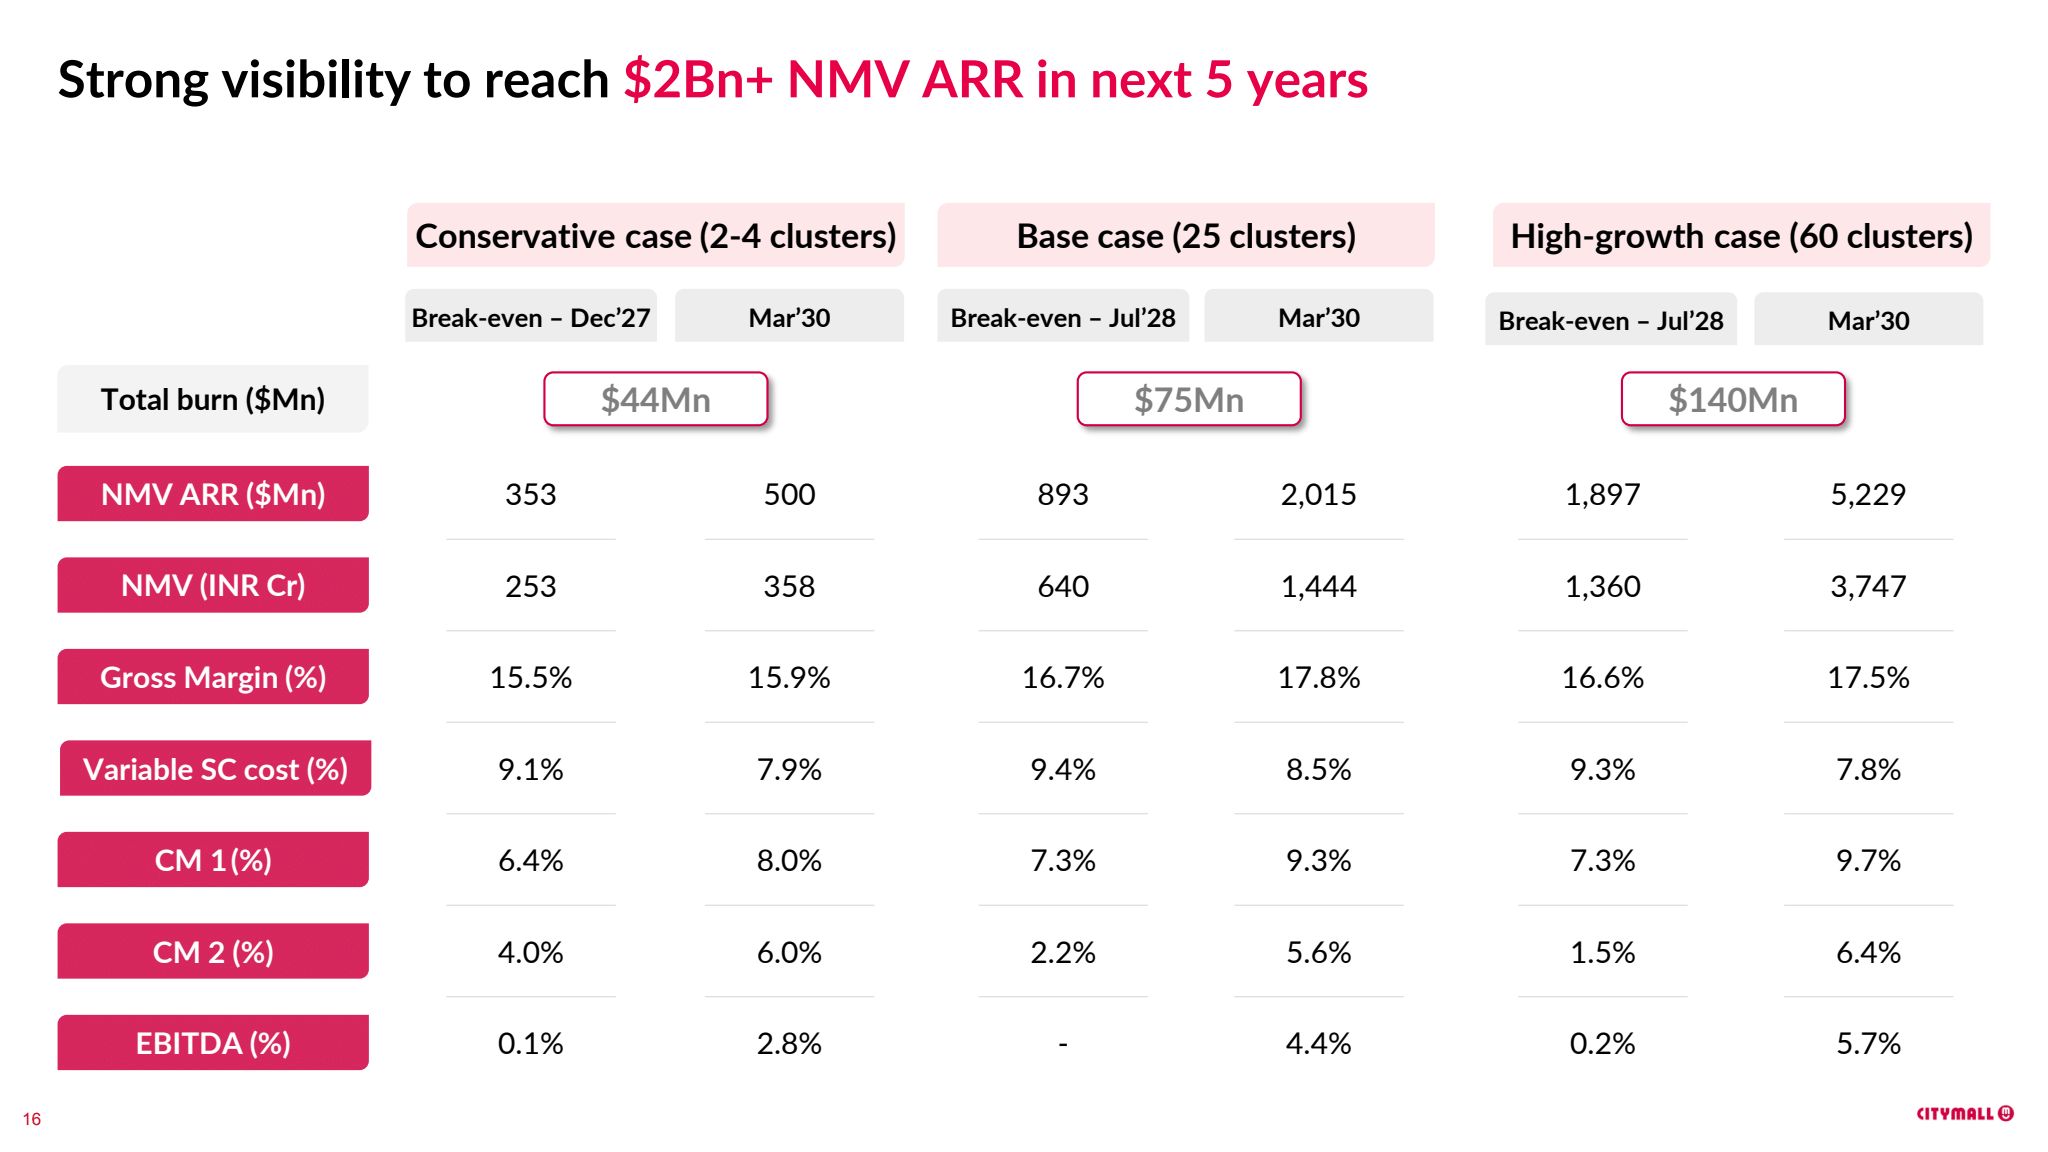 Strong visibility to reach $2Bn+ NMV ARR in next 5 years
Conservative case (2-4 clusters) Base case (25 clusters) High-growth case (60 clusters)
Break-even – Dec’27 Mar’30 Break-even – Jul’28 Mar’30 Break-even – Jul’28 Mar’30
Total burn ($Mn) $44Mn $75Mn $140Mn
NMV ARR ($Mn) 353 500 893 2,015 1,897 5,229
NMV (INR Cr) 253 358 640 1,444 1,360 3,747
Gross Margin (%) 15.5% 15.9% 16.7% 17.8% 16.6% 17.5%
Variable SC cost (%) 9.1% 7.9% 9.4% 8.5% 9.3% 7.8%
CM 1 (%) 6.4% 8.0% 7.3% 9.3% 7.3% 9.7%
CM 2 (%) 4.0% 6.0% 2.2% 5.6% 1.5% 6.4%
EBITDA (%) 0.1% 2.8% - 4.4% 0.2% 5.7%
16 CITYMALL